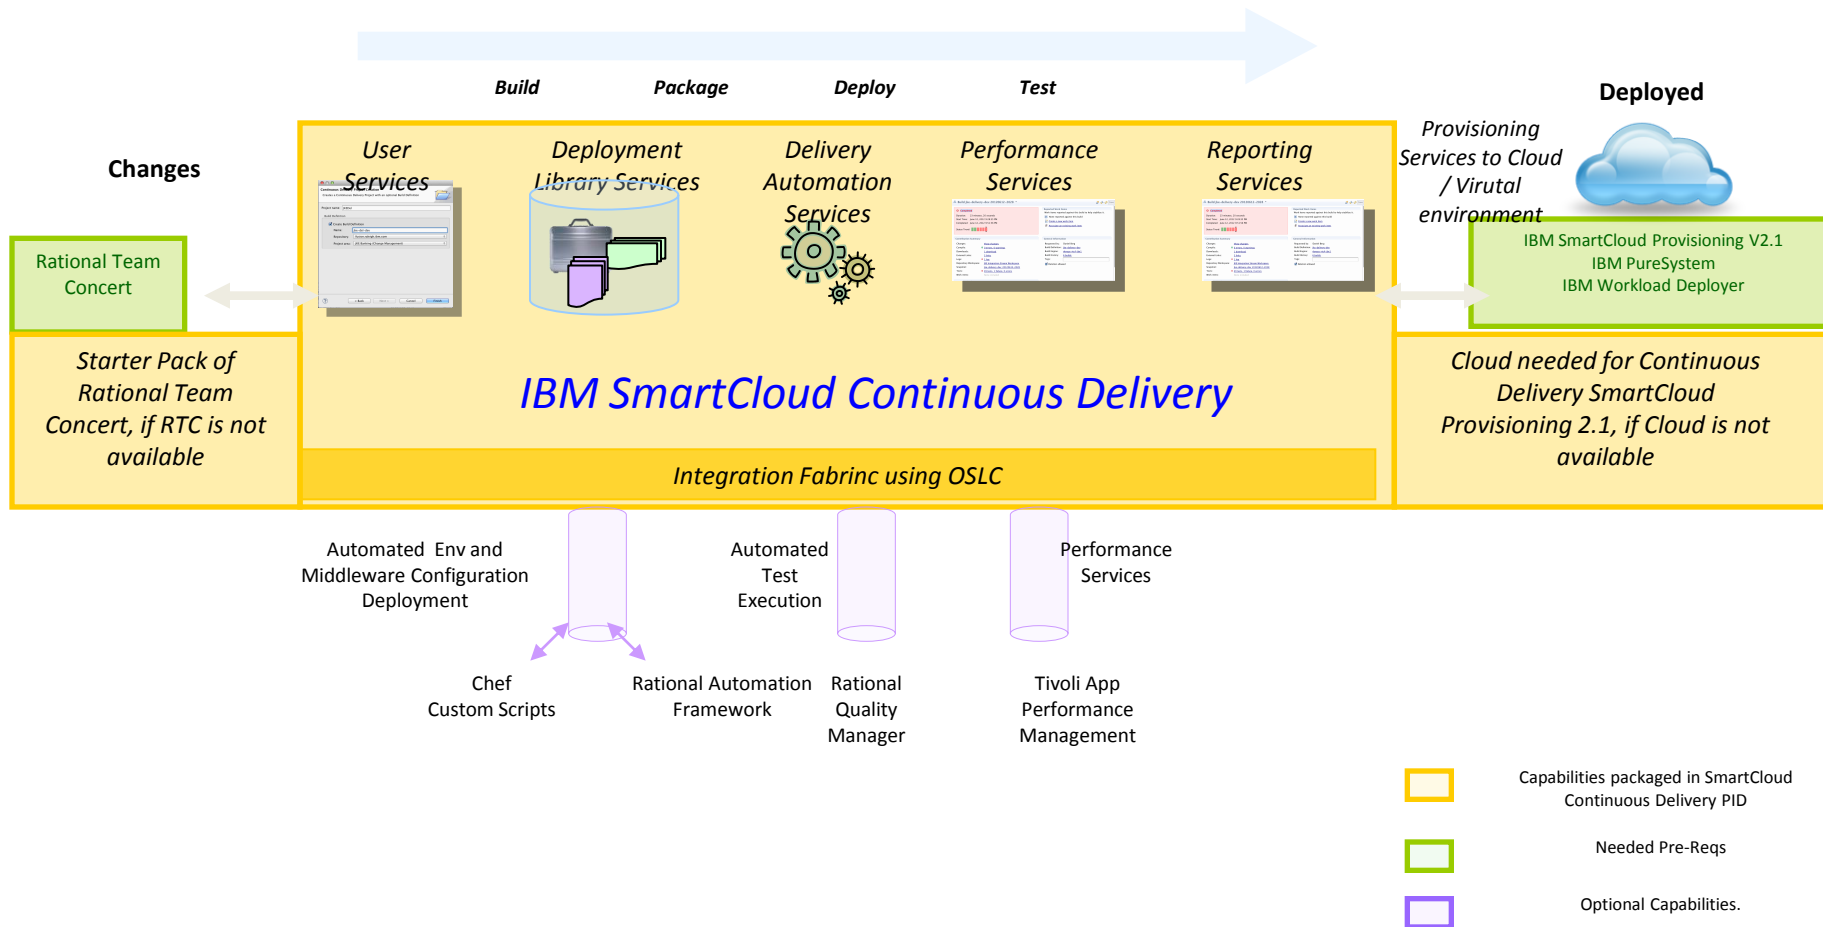 Build
Package
Deploy
Test
Deployed
Changes
User
Services
Deployment
Library Services
Delivery
Automation
Services
Performance
Services
Reporting
Services
Provisioning
Services to Cloud
/ Virutal
environment
Rational Team
Concert
IBM SmartCloud Provisioning V2.1
IBM PureSystem
IBM Workload Deployer
Starter Pack of
Rational Team
Concert, if RTC is not
available
IBM SmartCloud Continuous Delivery
Cloud needed for Continuous
Delivery SmartCloud
Provisioning 2.1, if Cloud is not
available
Integration Fabrinc using OSLC
Automated Env and
Middleware Configuration
Deployment
Automated
Test
Execution
Performance
Services
Chef
Custom Scripts
Rational Automation
Framework
Rational
Quality
Manager
Tivoli App
Performance
Management
Capabilities packaged in SmartCloud
Continuous Delivery PID
Needed Pre-Reqs
Optional Capabilities.